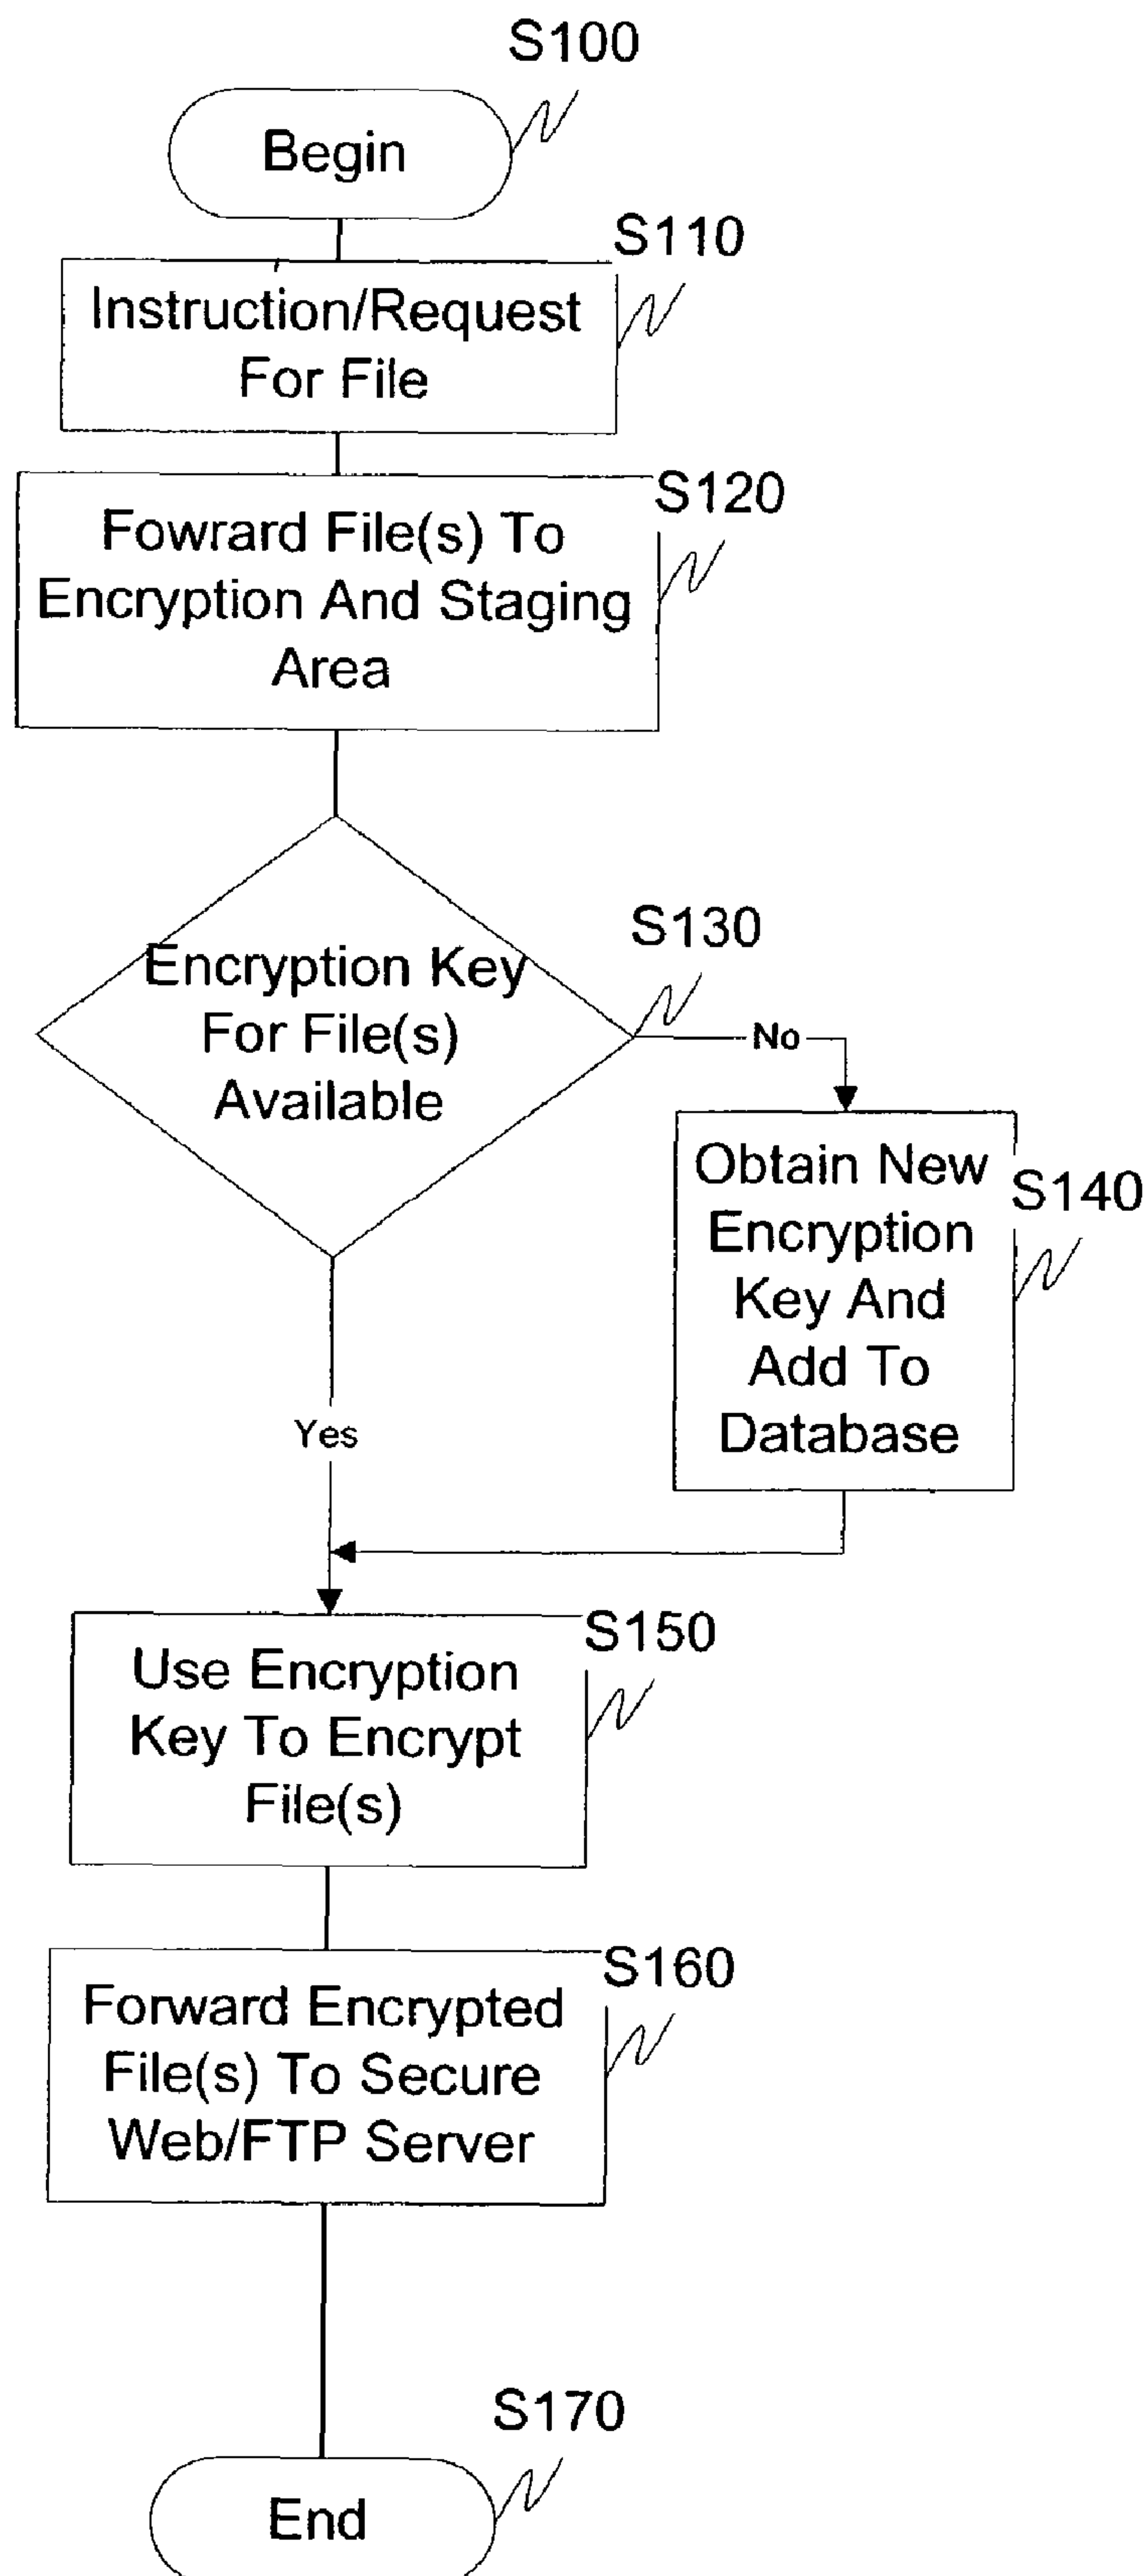 S100
Begin
S110
Instruction/Request
For File
S120
Fowrard File(s) To
Encryption And Staging
Area
S130
Encryption Key
For File(s)
Available
No
S140
Obtain New
Encryption
Key And
Add To
Database
Yes
S150
Use Encryption
Key To Encrypt
File(s)
S160
Forward Encrypted
File(s) To Secure
Web/FTP Server
S170
End